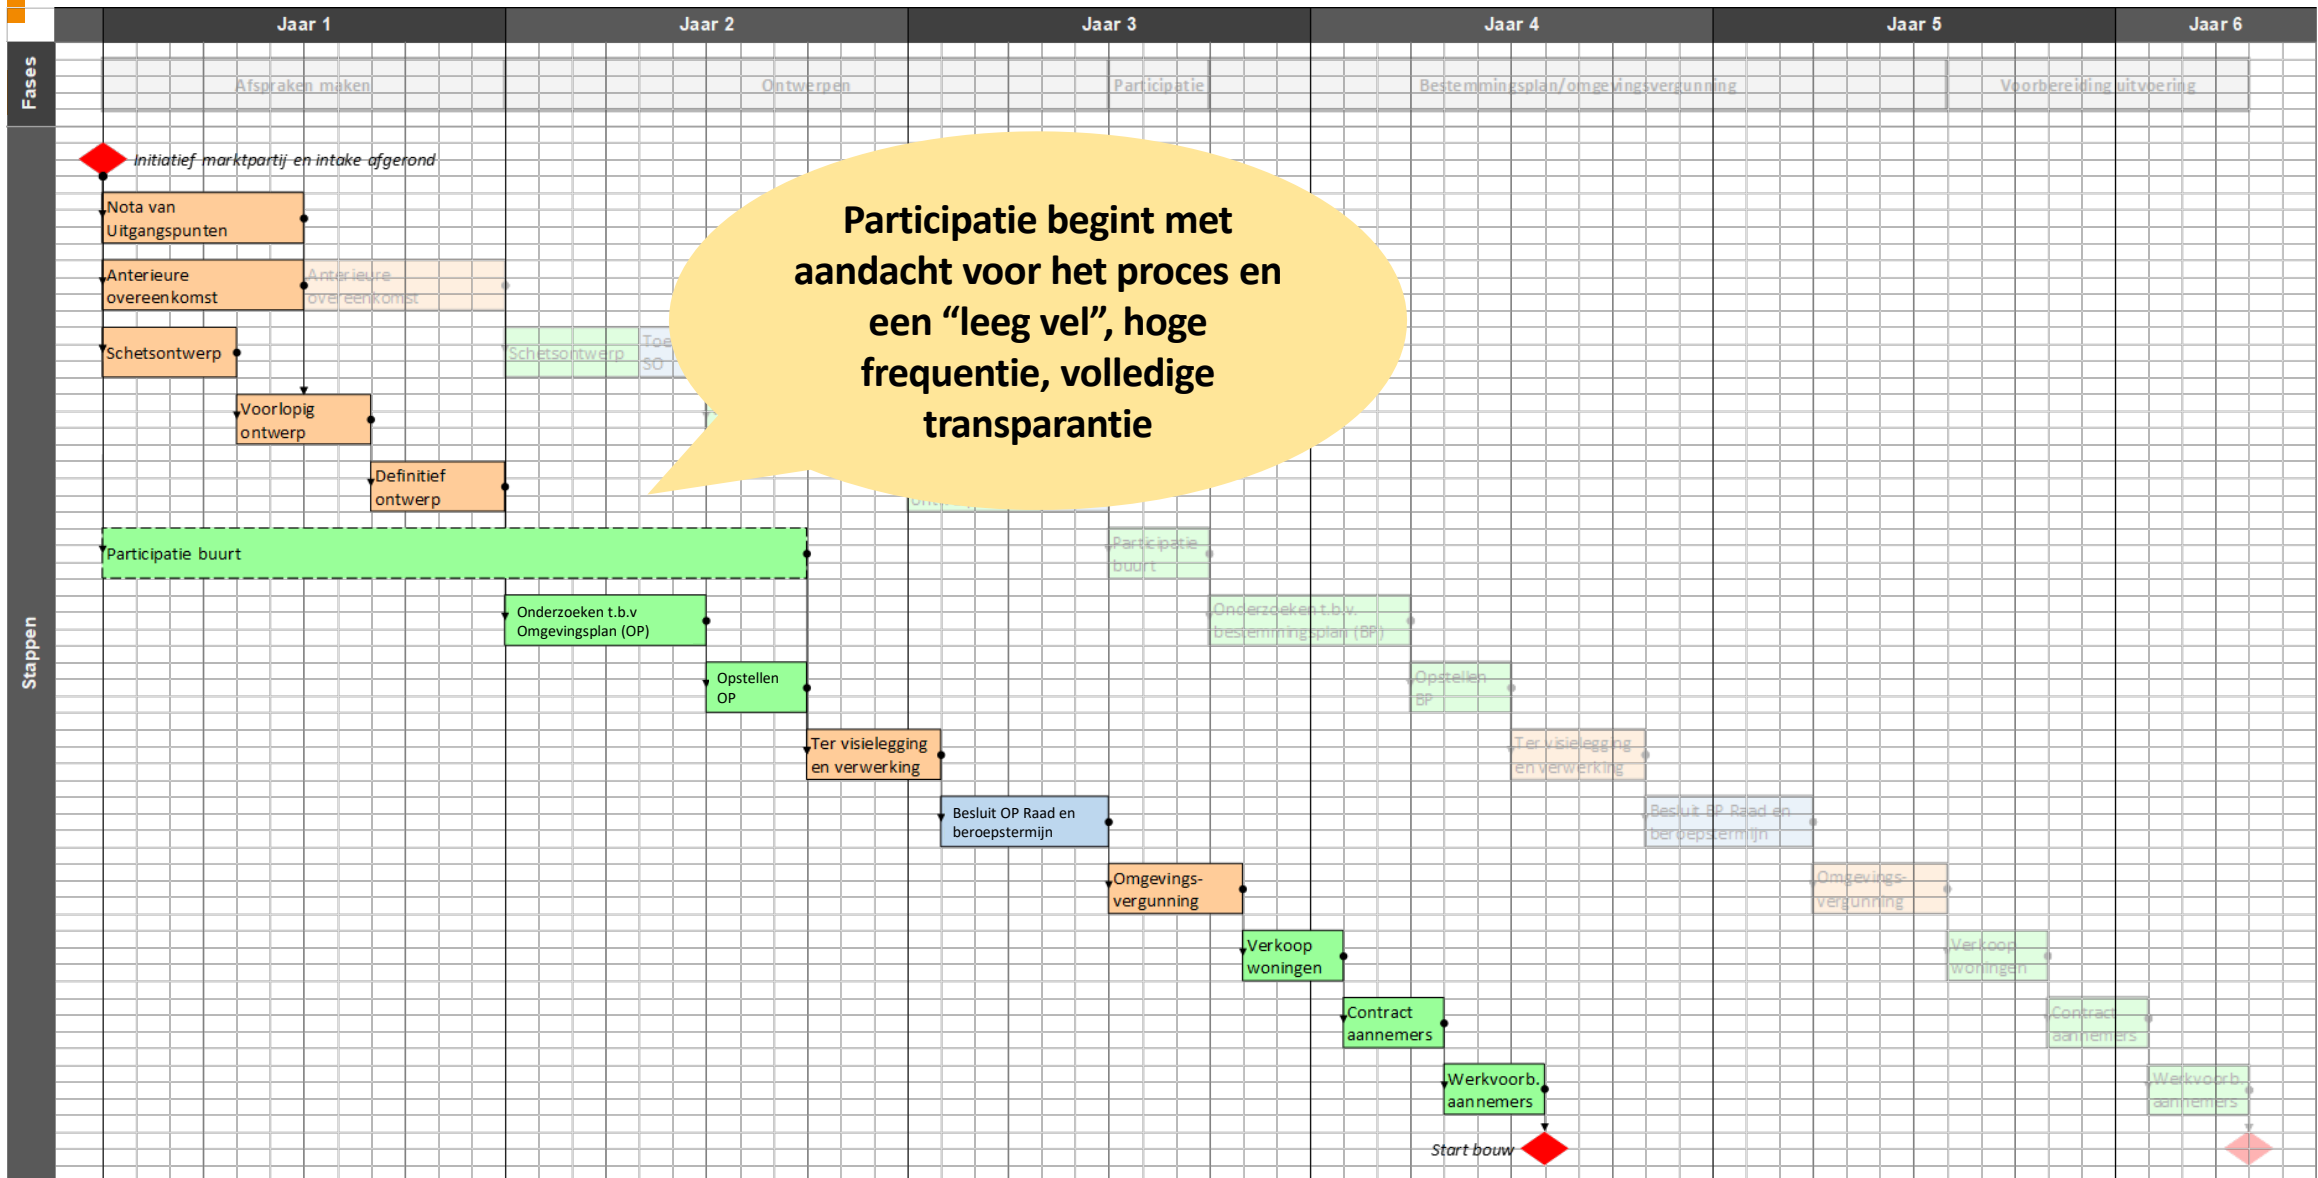 Jaar 1
Jaar 2
Jaar 3
Jaar 4
Jaar 5
Jaar 6
Fases
Afspraken maken
Ontwerpen
Participatie
Bestemmingsplan/omgevingsvergunning
Voorbereiding uitvoering
Stappen
Initiatief marktpartij en intake afgerond
Nota van
Uitgangspunten
Anterieure
overeenkomst
Anterieure
overeenkomst
Schetsontwerp
Schetsontwerp
SO
Voorlopig
ontwerp
Definitief
ontwerp
Participatie begint met
aandacht voor het proces en
een “leeg vel”, hoge
frequentie, volledige
transparantie
Participatie buurt
Participatie
buurt
Onderzoeken t.b.v
Omgevingsplan (OP)
Onderzoeken t.b.v.
bestemmingsplan (BP)
Opstellen
OP
Opstellen
BP
Ter visielegging
en verwerking
Ter visielegging
en verwerking
Besluit OP Raad en
beroepstermijn
Besluit BP Raad en
beroepstermijn
Omgevings-
vergunning
Omgevings-
vergunning
Verkoop
woningen
Verkoop
woningen
Contract
aannemers
Contract
aannemers
Werkvoorb.
aannemers
Werkvoorb.
aannemers
Start bouw